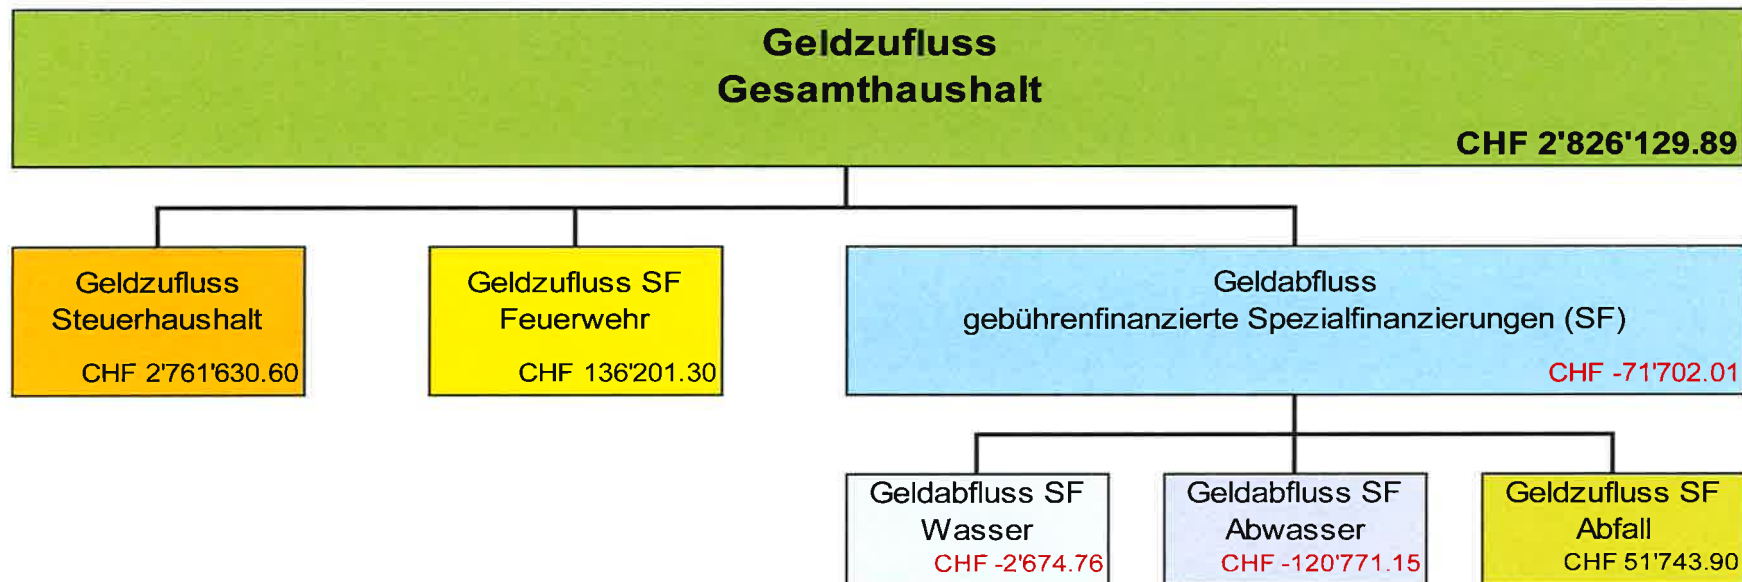 Geldzufluss
Gesamthaushalt
CHF 2'826'129.89
Geldzufluss
Steuerhaushalt
CHF 2'761'630.60
Geldzufluss SF
Feuerwehr
CHF 136'201.30
Geldabfluss
gebührenfinanzierte Spezialfinanzierungen (SF)
CHF -71'702.01
Geldabfluss SF
Wasser
CHF -2'674.76
Geldabfluss SF
Abwasser
CHF -120'771.15
Geldzufluss SF
Abfall
CHF 51'743.90